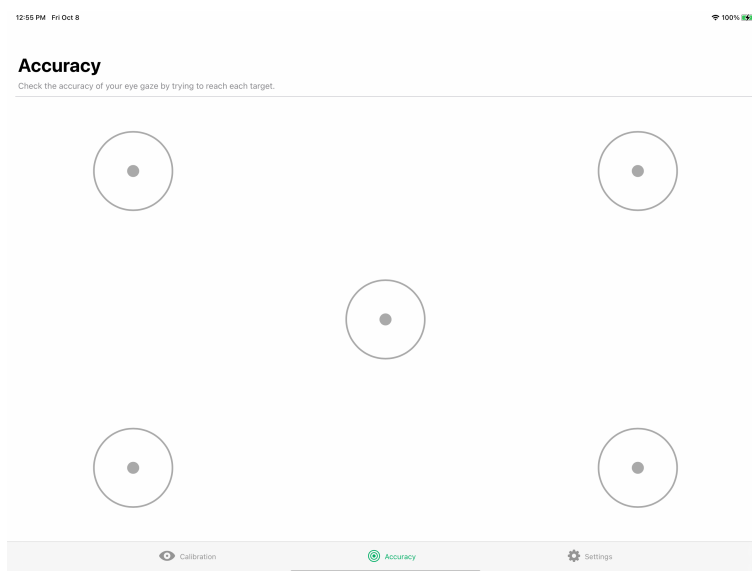 12:55 PM Fri Oct 8 100%
Accuracy
Check the accuracy of your eye gaze by trying to reach each target.
Calibration Accuracy Settings